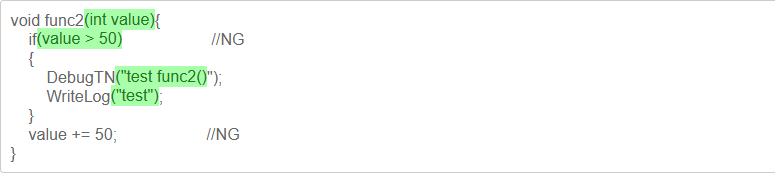 void func2(int value){
if(value > 50) //NG
{
DebugTN("test func2()");
WriteLog("test");
}
value += 50; //NG
}